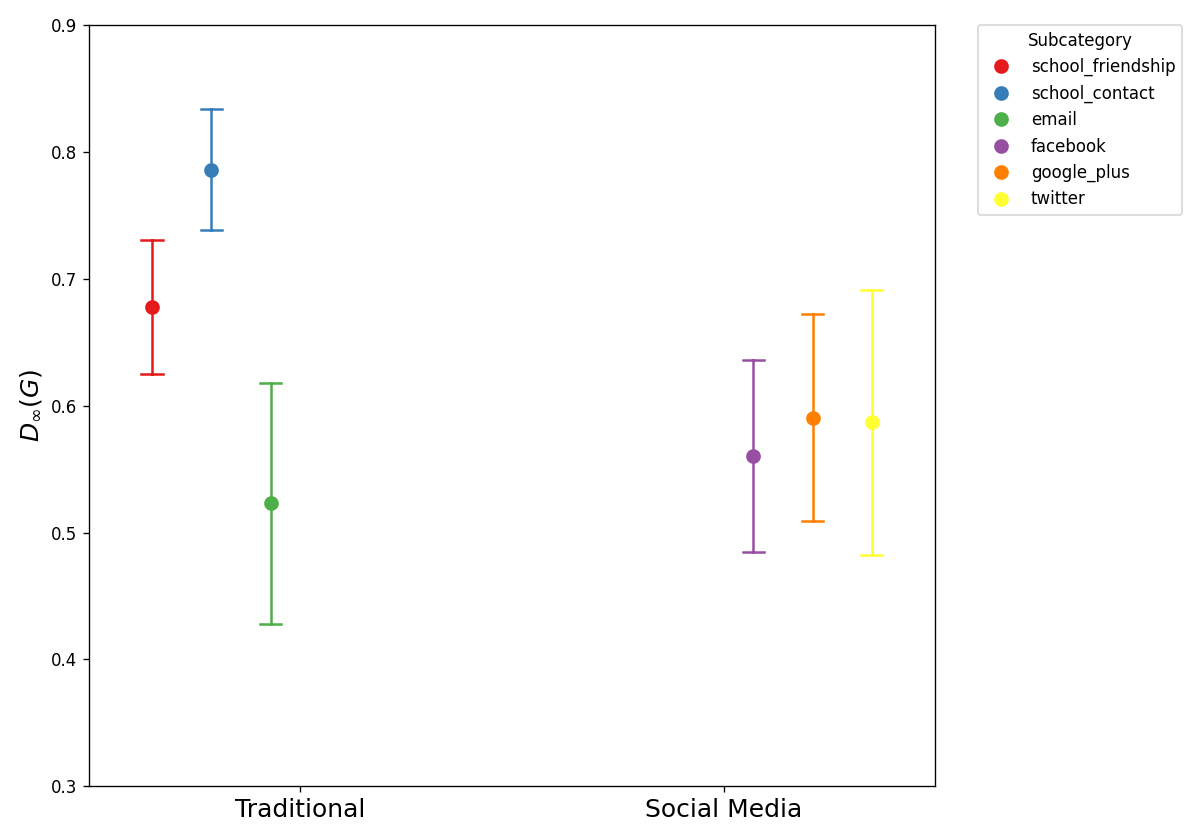 0.9
0.8
0.7
0.6
0.5
0.4
0.3
D∞(G)
Traditional
Social Media
Subcategory
school_friendship
school_contact
email
facebook
google_plus
twitter